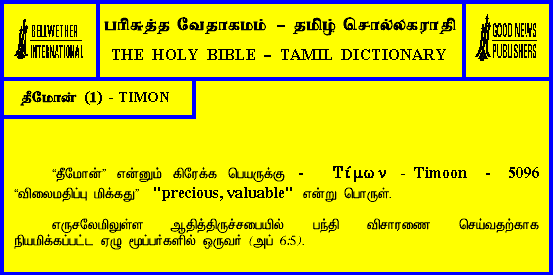 BELLWETHER
INTERNATIONAL
பரிசுத்த வேதாகமம் – தமிழ் சொல்லகராதி
THE HOLY BIBLE – TAMIL DICTIONARY
GOOD NEWS
PUBLISHERS
தீமோன் (1) - TIMON
“தீமோன்” என்னும் கிரேக்க பெயருக்கு - Τίμων - Timoon - 5096
“விலைமதிப்பு மிக்கது” "precious, valuable" என்று பொருள்.
எருசலேமிலுள்ள ஆதித்திருச்சபையில் பந்தி விசாரணை செய்வதற்காக
நியமிக்கப்பட்ட ஏழு மூப்பர்களில் ஒருவர் (அப் 6:5).